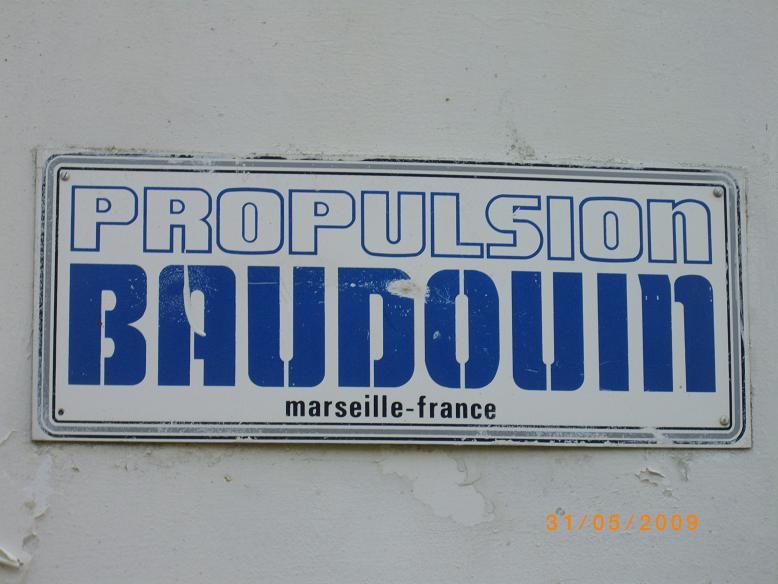 PROPULSION
BAUDOUIN
marseille-france
31/05/2009